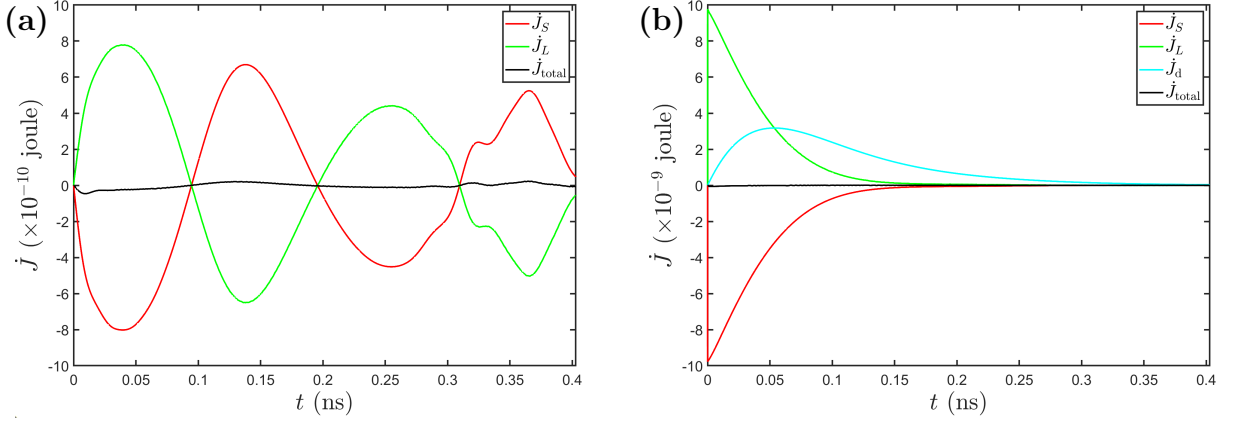 (a)
10
8
6
4
2
0
-2
-4
-6
-8
-10
J̇ (×10⁻¹⁰ joule)
0 0.05 0.1 0.15 0.2 0.25 0.3 0.35 0.4
t (ns)
J̇_S
J̇_L
J̇_total
(b)
10
8
6
4
2
0
-2
-4
-6
-8
-10
J̇ (×10⁻⁹ joule)
0 0.05 0.1 0.15 0.2 0.25 0.3 0.35 0.4
t (ns)
J̇_S
J̇_L
J̇_d
J̇_total